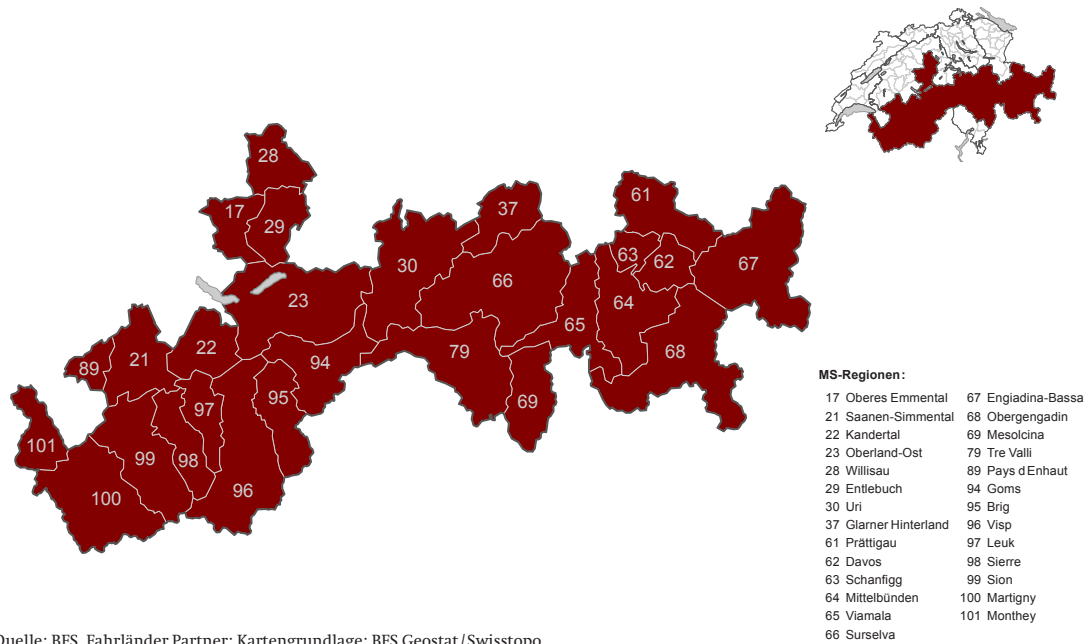 28
17
29
37
61
30
63
62
67
66
23
64
65
22
79
68
21
89
94
69
97
95
101
99
98
96
100
MS-Regionen:
17 Oberes Emmental
21 Saanen-Simmental
22 Kandertal
23 Oberland-Ost
28 Willisau
29 Entlebuch
30 Uri
37 Glarner Hinterland
61 Prättigau
62 Davos
63 Schanfigg
64 Mittelbünden
65 Viamala
66 Surselva
67 Engiadina-Bassa
68 Obergengadin
69 Mesolcina
79 Tre Valli
89 Pays d Enhaut
94 Goms
95 Brig
96 Visp
97 Leuk
98 Sierre
99 Sion
100 Martigny
101 Monthey
Quelle: BFS, Fahrländer Partner; Kartengrundlage: BFS Geostat/Swisstopo